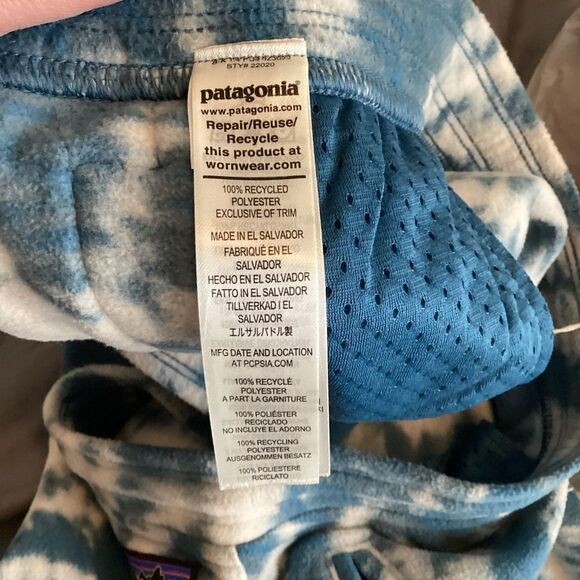 STY# 22020
patagonia®
www.patagonia.com
Repair/Reuse/
Recycle
this product at
wornwear.com
100% RECYCLED
POLYESTER
EXCLUSIVE OF TRIM
MADE IN EL SALVADOR
FABRIQUÉ EN EL
SALVADOR
HECHO EN EL SALVADOR
FATTO IN EL SALVADOR
TILLVERKAD I EL
SALVADOR
エルサルバドル製
MFG DATE AND LOCATION
AT PCPSIA.COM
100% RECYCLÉ
POLYESTER
A PART LA GARNITURE
100% POLIÉSTER
RECICLADO
NO INCLUYE EL ADORNO
100% RECYCLING
POLYESTER
AUSGENOMMEN BESATZ
100% POLIESTERE
RICICLATO